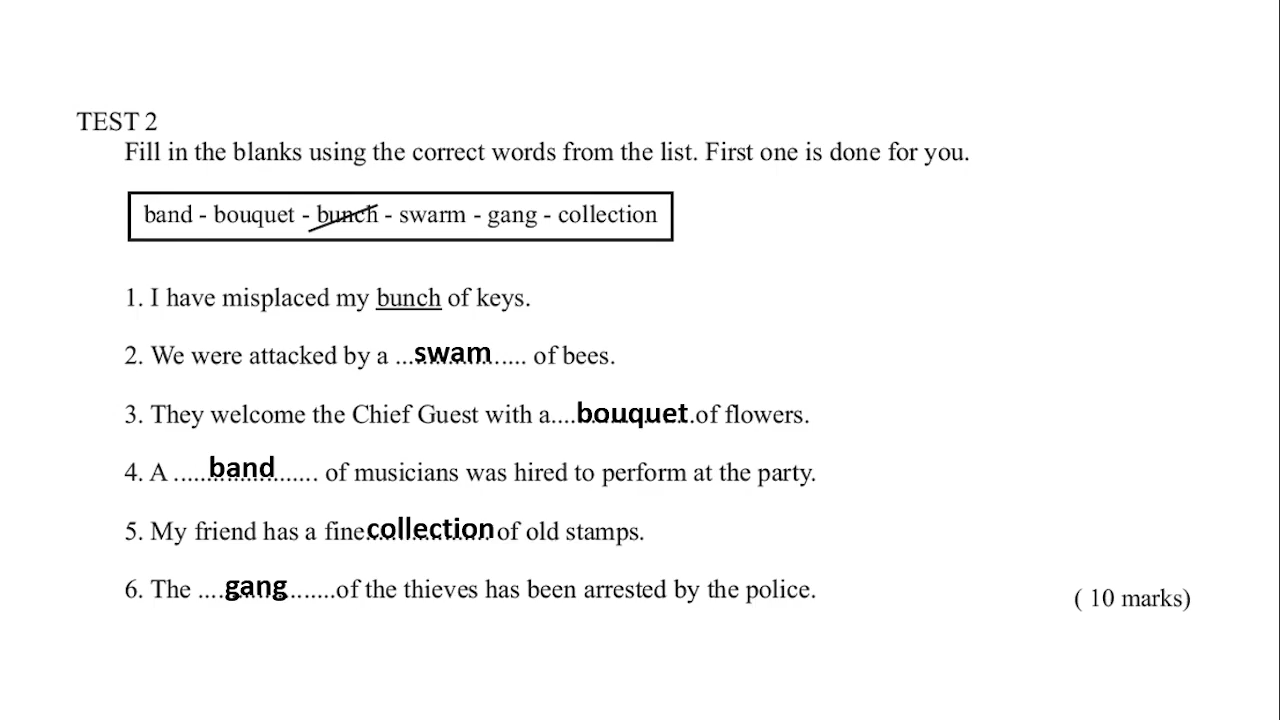 TEST 2
Fill in the blanks using the correct words from the list. First one is done for you.
band - bouquet - bunch - swarm - gang - collection
1. I have misplaced my bunch of keys.
2. We were attacked by a ...swam..... of bees.
3. They welcome the Chief Guest with a....bouquet.of flowers.
4. A .....band....... of musicians was hired to perform at the party.
5. My friend has a fine collection of old stamps.
6. The ....gang.......of the thieves has been arrested by the police.
( 10 marks)